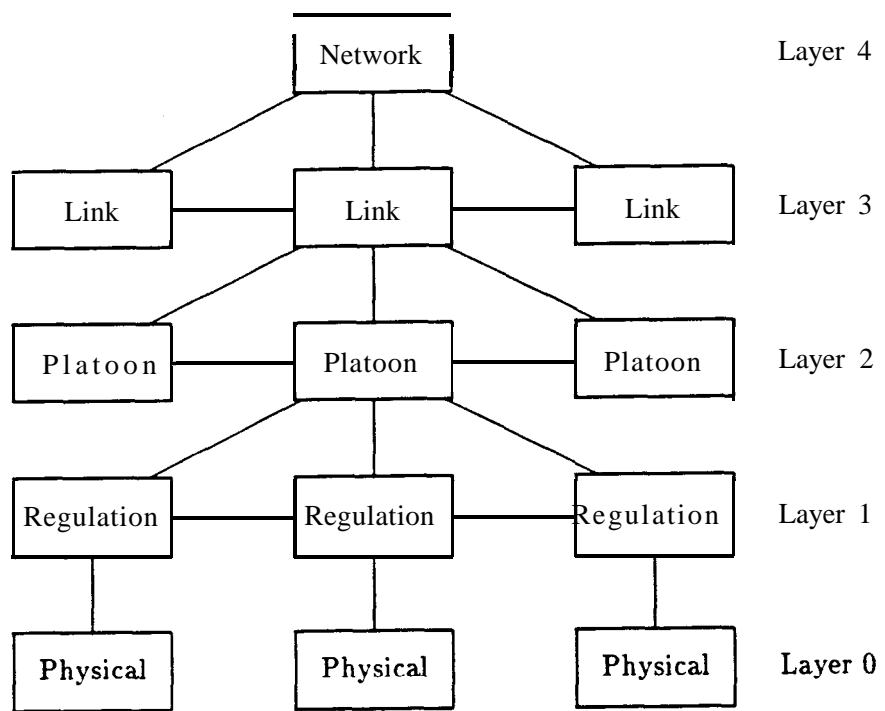 Network Layer 4
Link Link Link Layer 3
Platoon Platoon Platoon Layer 2
Regulation Regulation Regulation Layer 1
Physical Physical Physical Layer 0